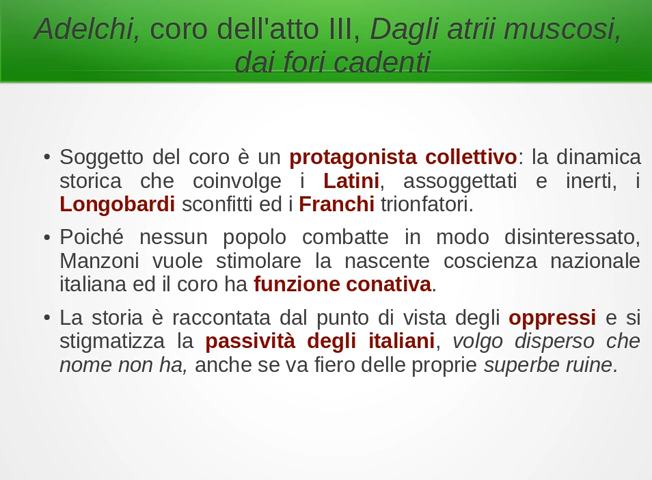 Adelchi, coro dell'atto III, Dagli atrii muscosi,
dai fori cadenti
• Soggetto del coro è un protagonista collettivo: la dinamica
storica che coinvolge i Latini, assoggettati e inerti, i
Longobardi sconfitti ed i Franchi trionfatori.
• Poiché nessun popolo combatte in modo disinteressato,
Manzoni vuole stimolare la nascente coscienza nazionale
italiana ed il coro ha funzione conativa.
• La storia è raccontata dal punto di vista degli oppressi e si
stigmatizza la passività degli italiani, volgo disperso che
nome non ha, anche se va fiero delle proprie superbe ruine.